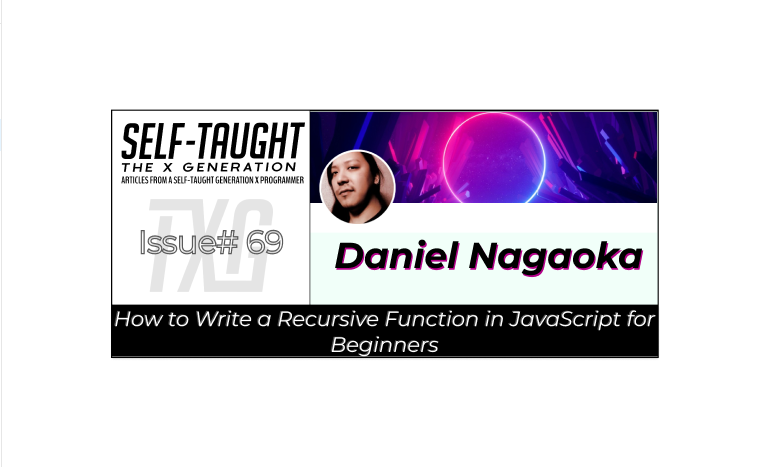 SELF-TAUGHT
THE X GENERATION
ARTICLES FROM A SELF-TAUGHT GENERATION X PROGRAMMER
TXG
Issue# 69
Daniel Nagaoka
How to Write a Recursive Function in JavaScript for
Beginners